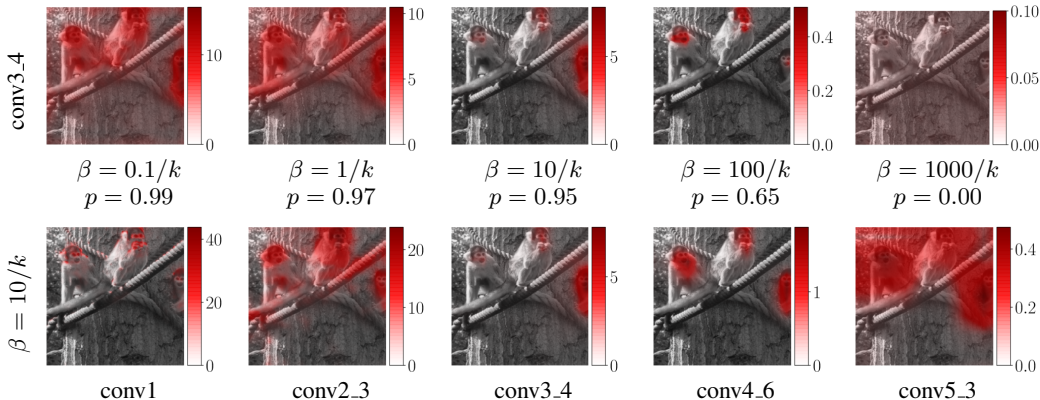 conv3_4
10
0
10
5
0
5
0
0.4
0.2
0.0
0.10
0.05
0.00
β = 0.1/k
β = 1/k
β = 10/k
β = 100/k
β = 1000/k
p = 0.99
p = 0.97
p = 0.95
p = 0.65
p = 0.00
β = 10/k
40
20
0
20
10
0
5
0
1
0
0.4
0.2
0.0
conv1
conv2_3
conv3_4
conv4_6
conv5_3